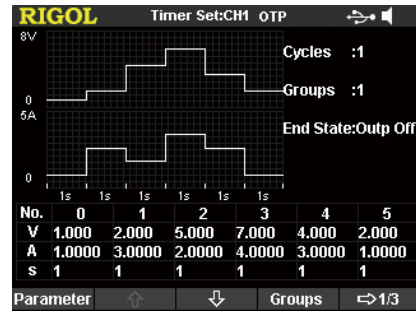 RIGOL Timer Set:CH1 OTP
8V
Cycles :1
0
Groups :1
5A
End State:Outp Off
0
1s 1s 1s 1s 1s 1s
No. 0 1 2 3 4 5
V 1.000 2.000 5.000 7.000 4.000 2.000
A 1.0000 3.0000 2.0000 4.0000 3.0000 1.0000
s 1 1 1 1 1 1
Parameter Groups 1/3